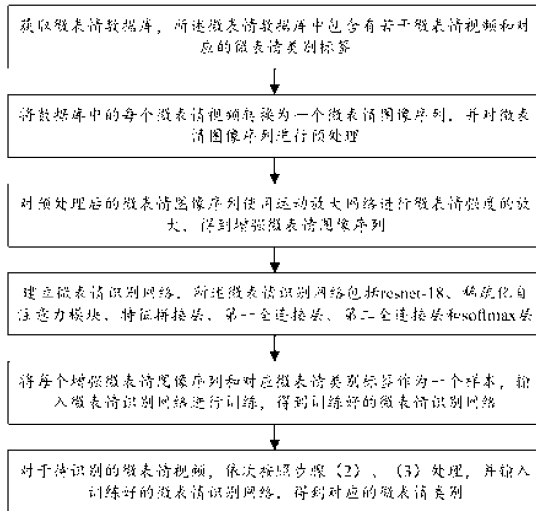 获取微表情数据库，所述微表情数据库中包含有若干微表情视频和对
应的微表情类别标签
将数据库中的每个微表情视频转换为一个微表情图像序列，并对微表
情图像序列进行预处理
对预处理后的微表情图像序列使用运动放大网络进行微表情强度的放
大，得到增强微表情图像序列
建立微表情识别网络，所述微表情识别网络包括resnet-18、稀疏化自
注意力模块、特征拼接层、第一全连接层、第二全连接层和softmax层
将每个增强微表情图像序列和对应微表情类别标签作为一个样本，输
入微表情识别网络进行训练，得到训练好的微表情识别网络
对于待识别的微表情视频，依次按照步骤（2）、（3）处理，并输入
训练好的微表情识别网络，得到对应的微表情类别